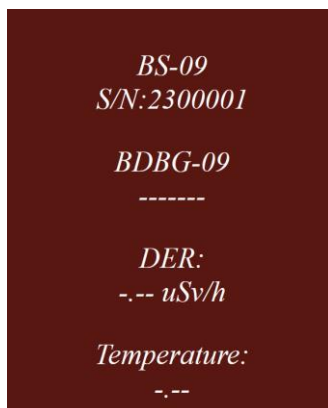 BS-09
S/N:2300001
BDBG-09
-------
DER:
-.-- uSv/h
Temperature:
-.--